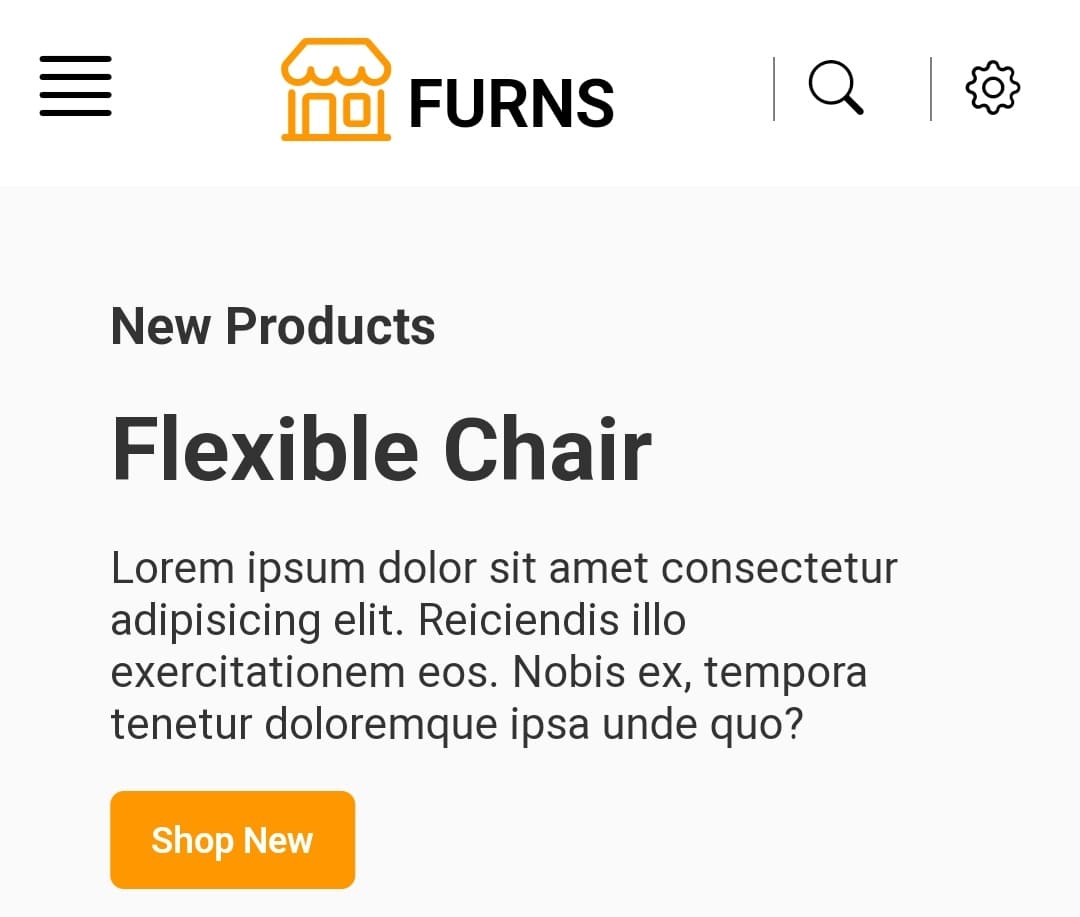 FURNS
New Products
Flexible Chair
Lorem ipsum dolor sit amet consectetur
adipisicing elit. Reiciendis illo
exercitationem eos. Nobis ex, tempora
tenetur doloremque ipsa unde quo?
Shop New